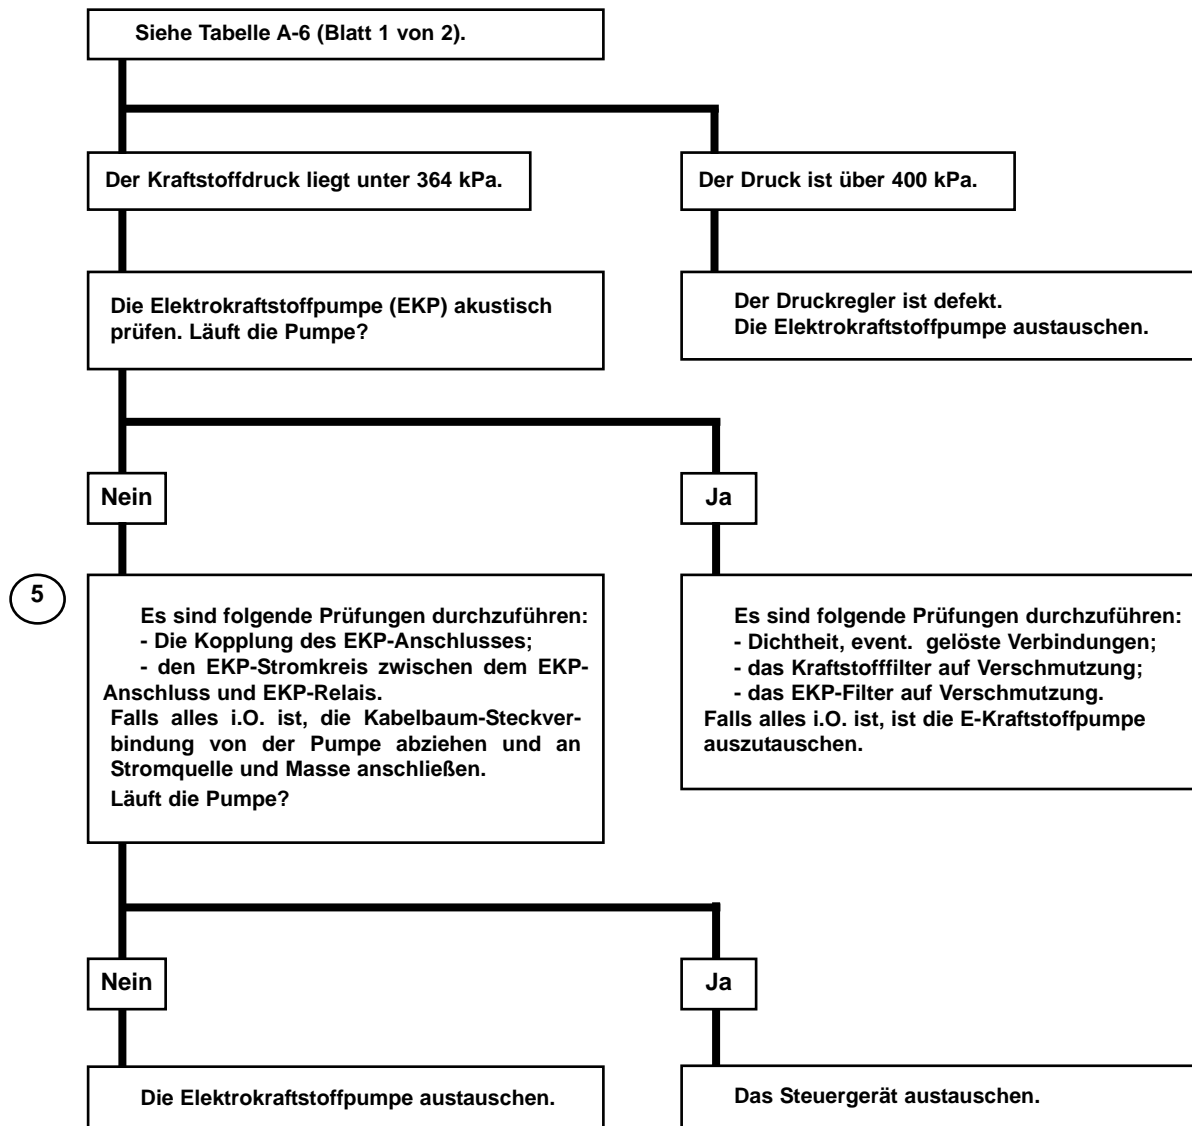 Siehe Tabelle A-6 (Blatt 1 von 2).
Der Kraftstoffdruck liegt unter 364 kPa.
Der Druck ist über 400 kPa.
Die Elektrokraftstoffpumpe (EKP) akustisch
prüfen. Läuft die Pumpe?
Der Druckregler ist defekt.
Die Elektrokraftstoffpumpe austauschen.
Nein
Ja
5
Es sind folgende Prüfungen durchzuführen:
- Die Kopplung des EKP-Anschlusses;
- den EKP-Stromkreis zwischen dem EKP-
Anschluss und EKP-Relais.
Falls alles i.O. ist, die Kabelbaum-Steckver-
bindung von der Pumpe abziehen und an
Stromquelle und Masse anschließen.
Läuft die Pumpe?
Es sind folgende Prüfungen durchzuführen:
- Dichtheit, event. gelöste Verbindungen;
- das Kraftstofffilter auf Verschmutzung;
- das EKP-Filter auf Verschmutzung.
Falls alles i.O. ist, ist die E-Kraftstoffpumpe
auszutauschen.
Nein
Ja
Die Elektrokraftstoffpumpe austauschen.
Das Steuergerät austauschen.